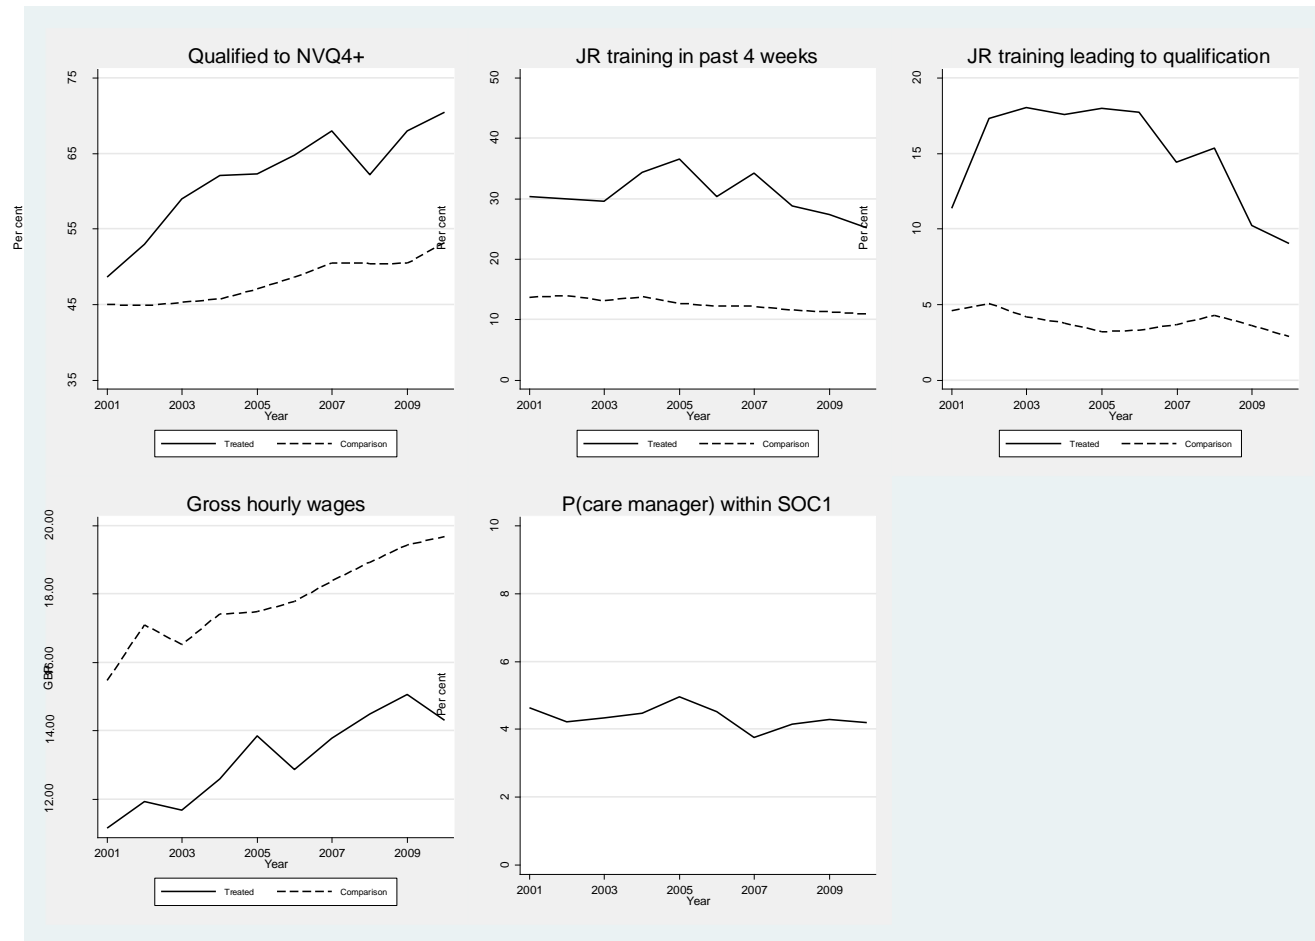 Qualified to NVQ4+
75
65
55
45
35
Per cent
2001 2003 2005 2007 2009
Year
Treated Comparison
JR training in past 4 weeks
50
40
30
20
10
0
Per cent
2001 2003 2005 2007 2009
Year
Treated Comparison
JR training leading to qualification
20
15
10
5
0
Per cent
2001 2003 2005 2007 2009
Year
Treated Comparison
Gross hourly wages
20.00
18.00
14.00
12.00
2001 2003 2005 2007 2009
Year
Treated Comparison
P(care manager) within SOC1
10
8
6
4
2
0
Per cent
2001 2003 2005 2007 2009
Year